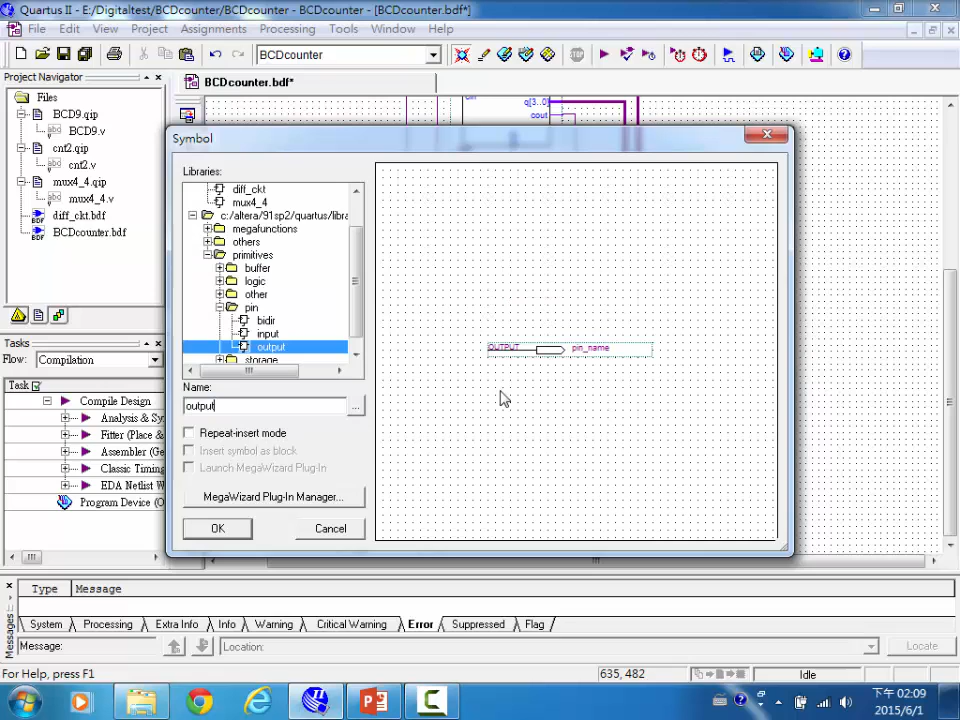 Quartus II - E:/Digitaltest/BCDcounter/BCDcounter - BCDcounter - [BCDcounter.bdf*]
File Edit View Project Assignments Processing Tools Window Help
BCDcounter
Project Navigator
BCDcounter.bdf*
Files
BCD9.qip
abc BCD9.v
cnt2.qip
abc cnt2.v
mux4_4.qip
abc mux4_4.v
BDF diff_ckt.bdf
BDF BCDcounter.bdf
q[3..0]
cout
Symbol
Libraries:
diff_ckt
mux4_4
c:/altera/91sp2/quartus/libra
megafunctions
others
primitives
buffer
logic
other
pin
bidir
input
output
storage
OUTPUT pin_name
Name:
output
...
Repeat-insert mode
Insert symbol as block
Launch MegaWizard Plug-In
MegaWizard Plug-In Manager...
OK Cancel
Tasks
Flow: Compilation
Task
Compile Design
Analysis & Sy
Fitter (Place &
Assembler (Ge
Classic Timing
EDA Netlist W
Program Device (O
Messages
Type Message
System Processing Extra Info Info Warning Critical Warning Error Suppressed Flag
Message: Location: Locate
For Help, press F1 635, 482 Idle
下午 02:09
2015/6/1